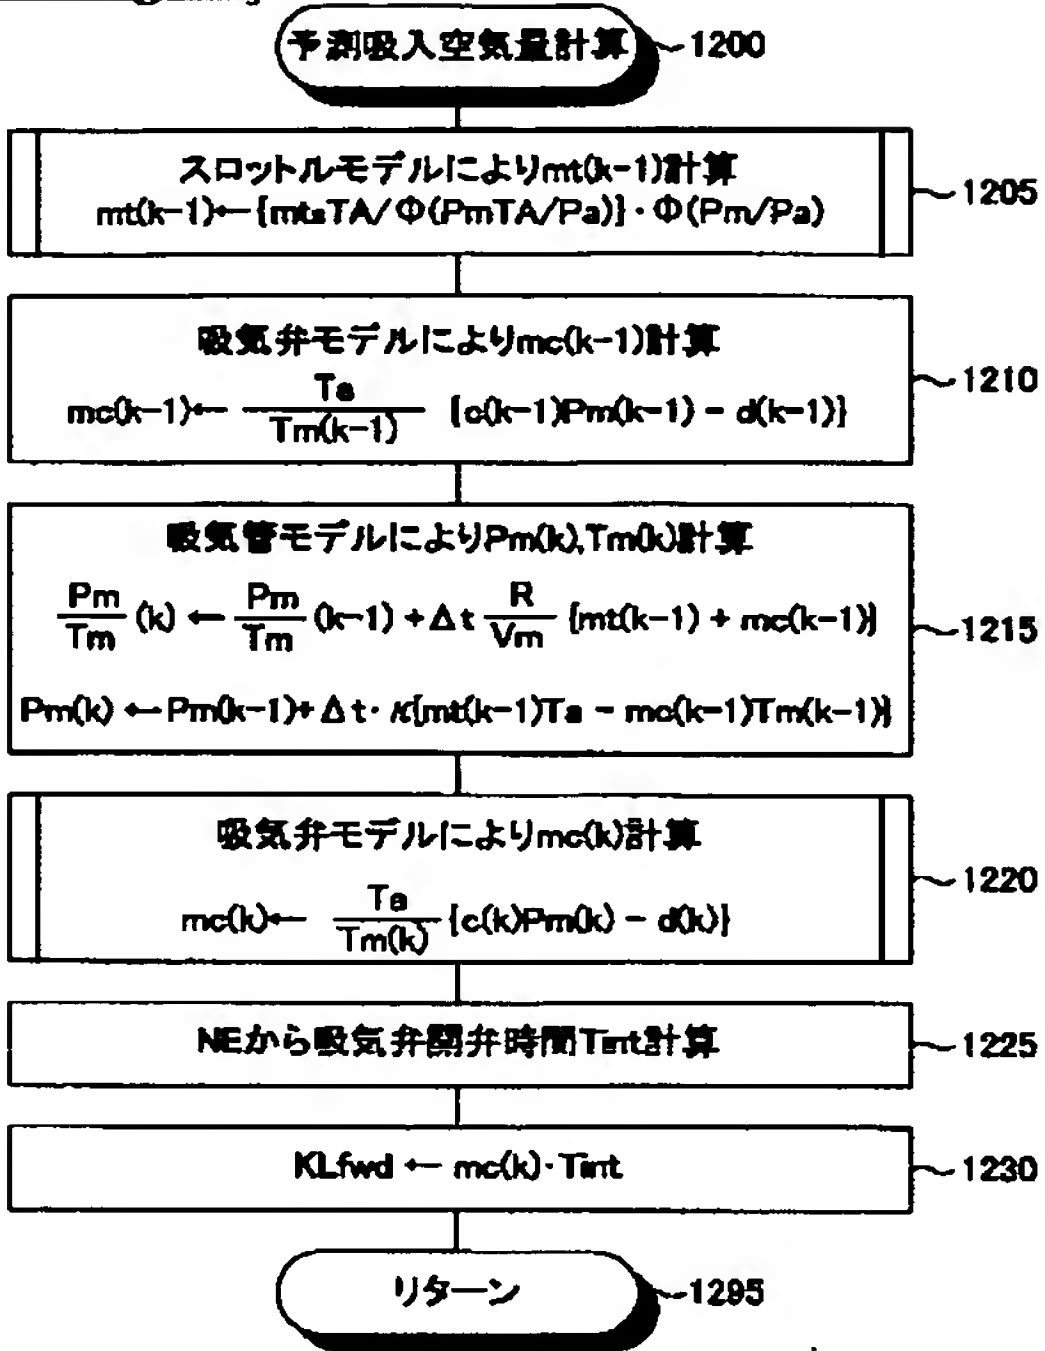 予測吸入空気量計算
1200
スロットルモデルによりmt(k-1)計算
mt(k-1)←{mtsTA/Φ(PmTA/Pa)}・Φ(Pm/Pa)
1205
吸気弁モデルによりmc(k-1)計算
mc(k-1)← Ta/Tm(k-1) {c(k-1)Pm(k-1) - d(k-1)}
1210
吸気管モデルによりPm(k),Tm(k)計算
Pm/Tm (k) ← Pm/Tm (k-1) + Δt R/Vm {mt(k-1) + mc(k-1)}
1215
Pm(k) ← Pm(k-1)+Δt・κ{mt(k-1)Ta - mc(k-1)Tm(k-1)}
吸気弁モデルによりmc(k)計算
1220
mc(k)← Ta/Tm(k) {c(k)Pm(k) - d(k)}
NEから吸気弁開弁時間Tint計算
1225
KLfwd ← mc(k)・Tint
1230
リターン
1295